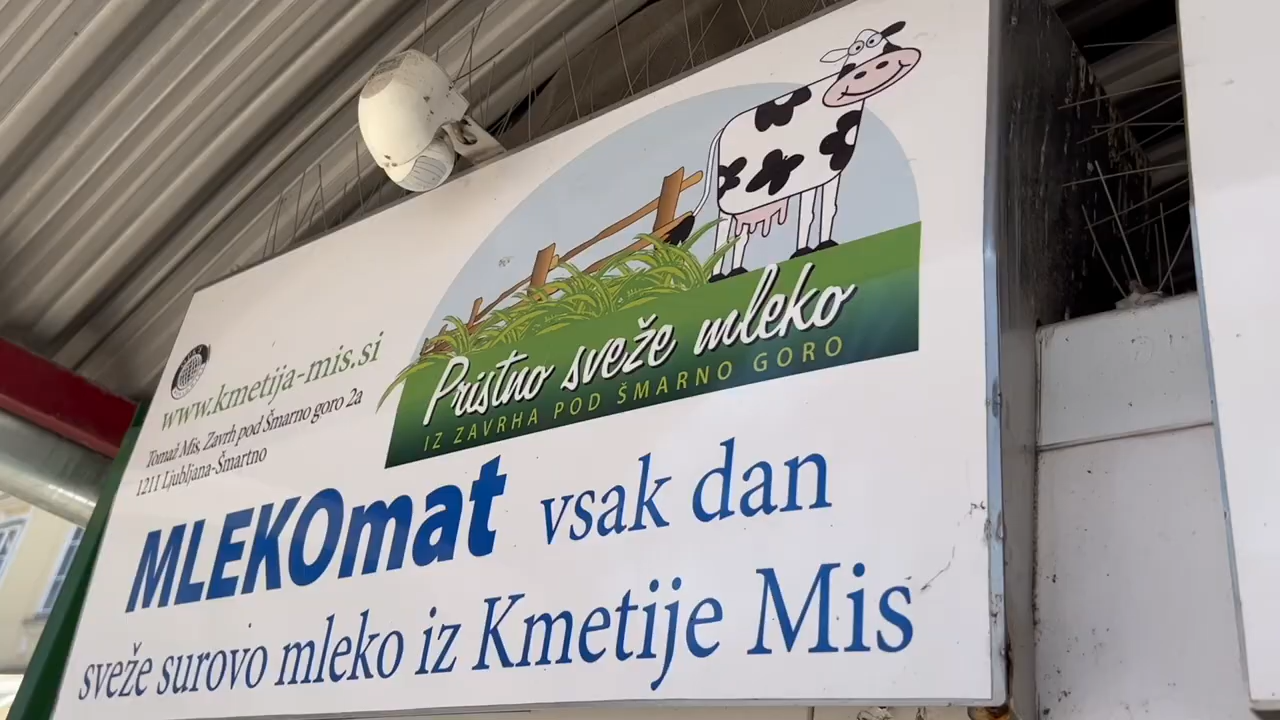 Pristno sveže mleko
IZ ZAVRHA POD ŠMARNO GORO
www.kmetija-mis.si
Tomaž Mis, Zavrh pod Šmarno goro 2a
1211 Ljubljana-Šmartno
MLEKOmat vsak dan
sveže surovo mleko iz Kmetije Mis